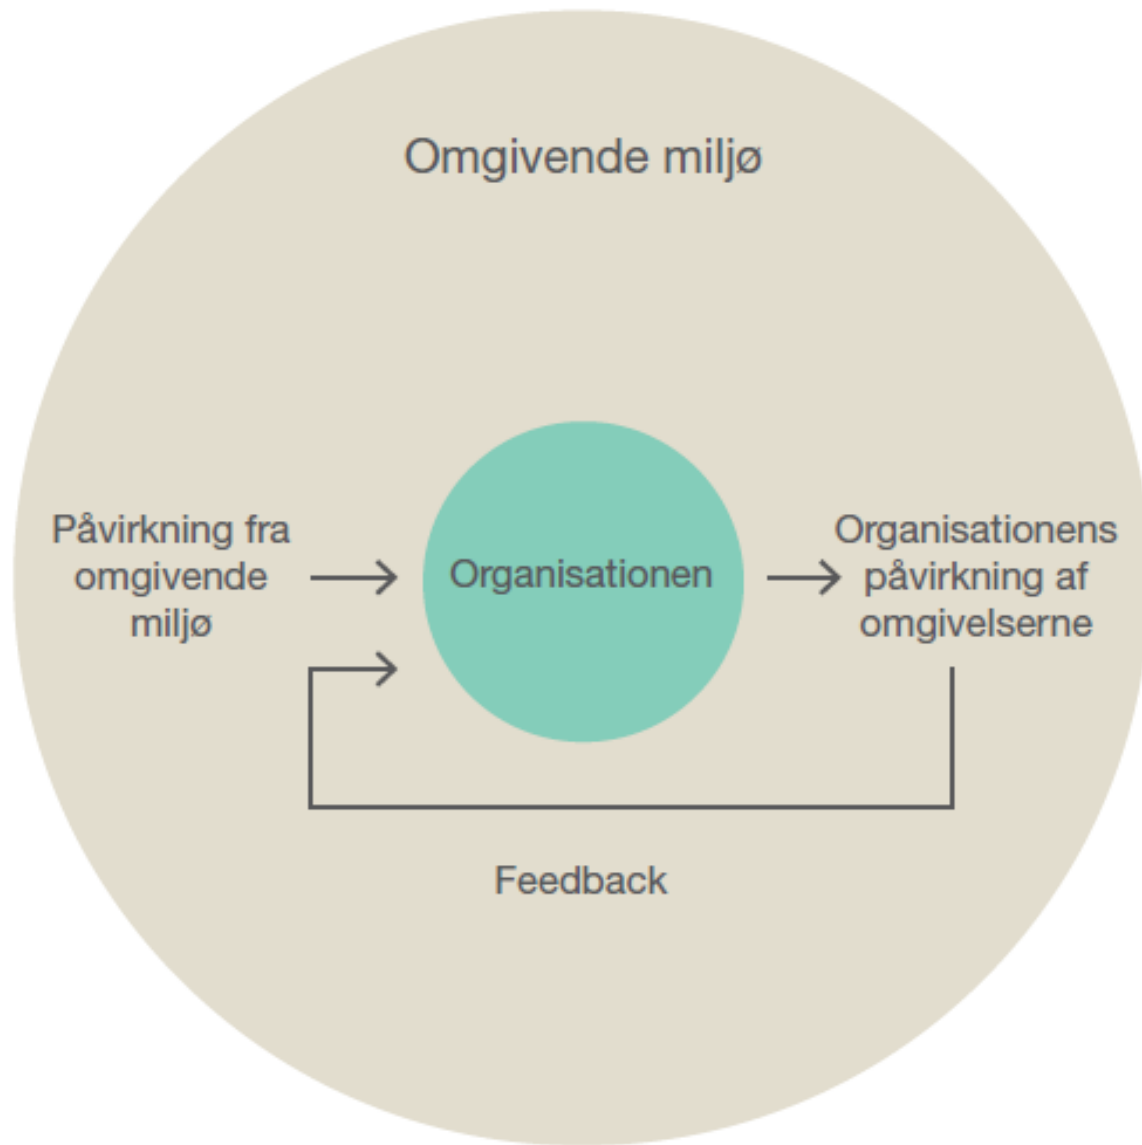 Omgivende miljø
Påvirkning fra
omgivende
miljø
Organisationen
Organisationens
påvirkning af
omgivelserne
Feedback